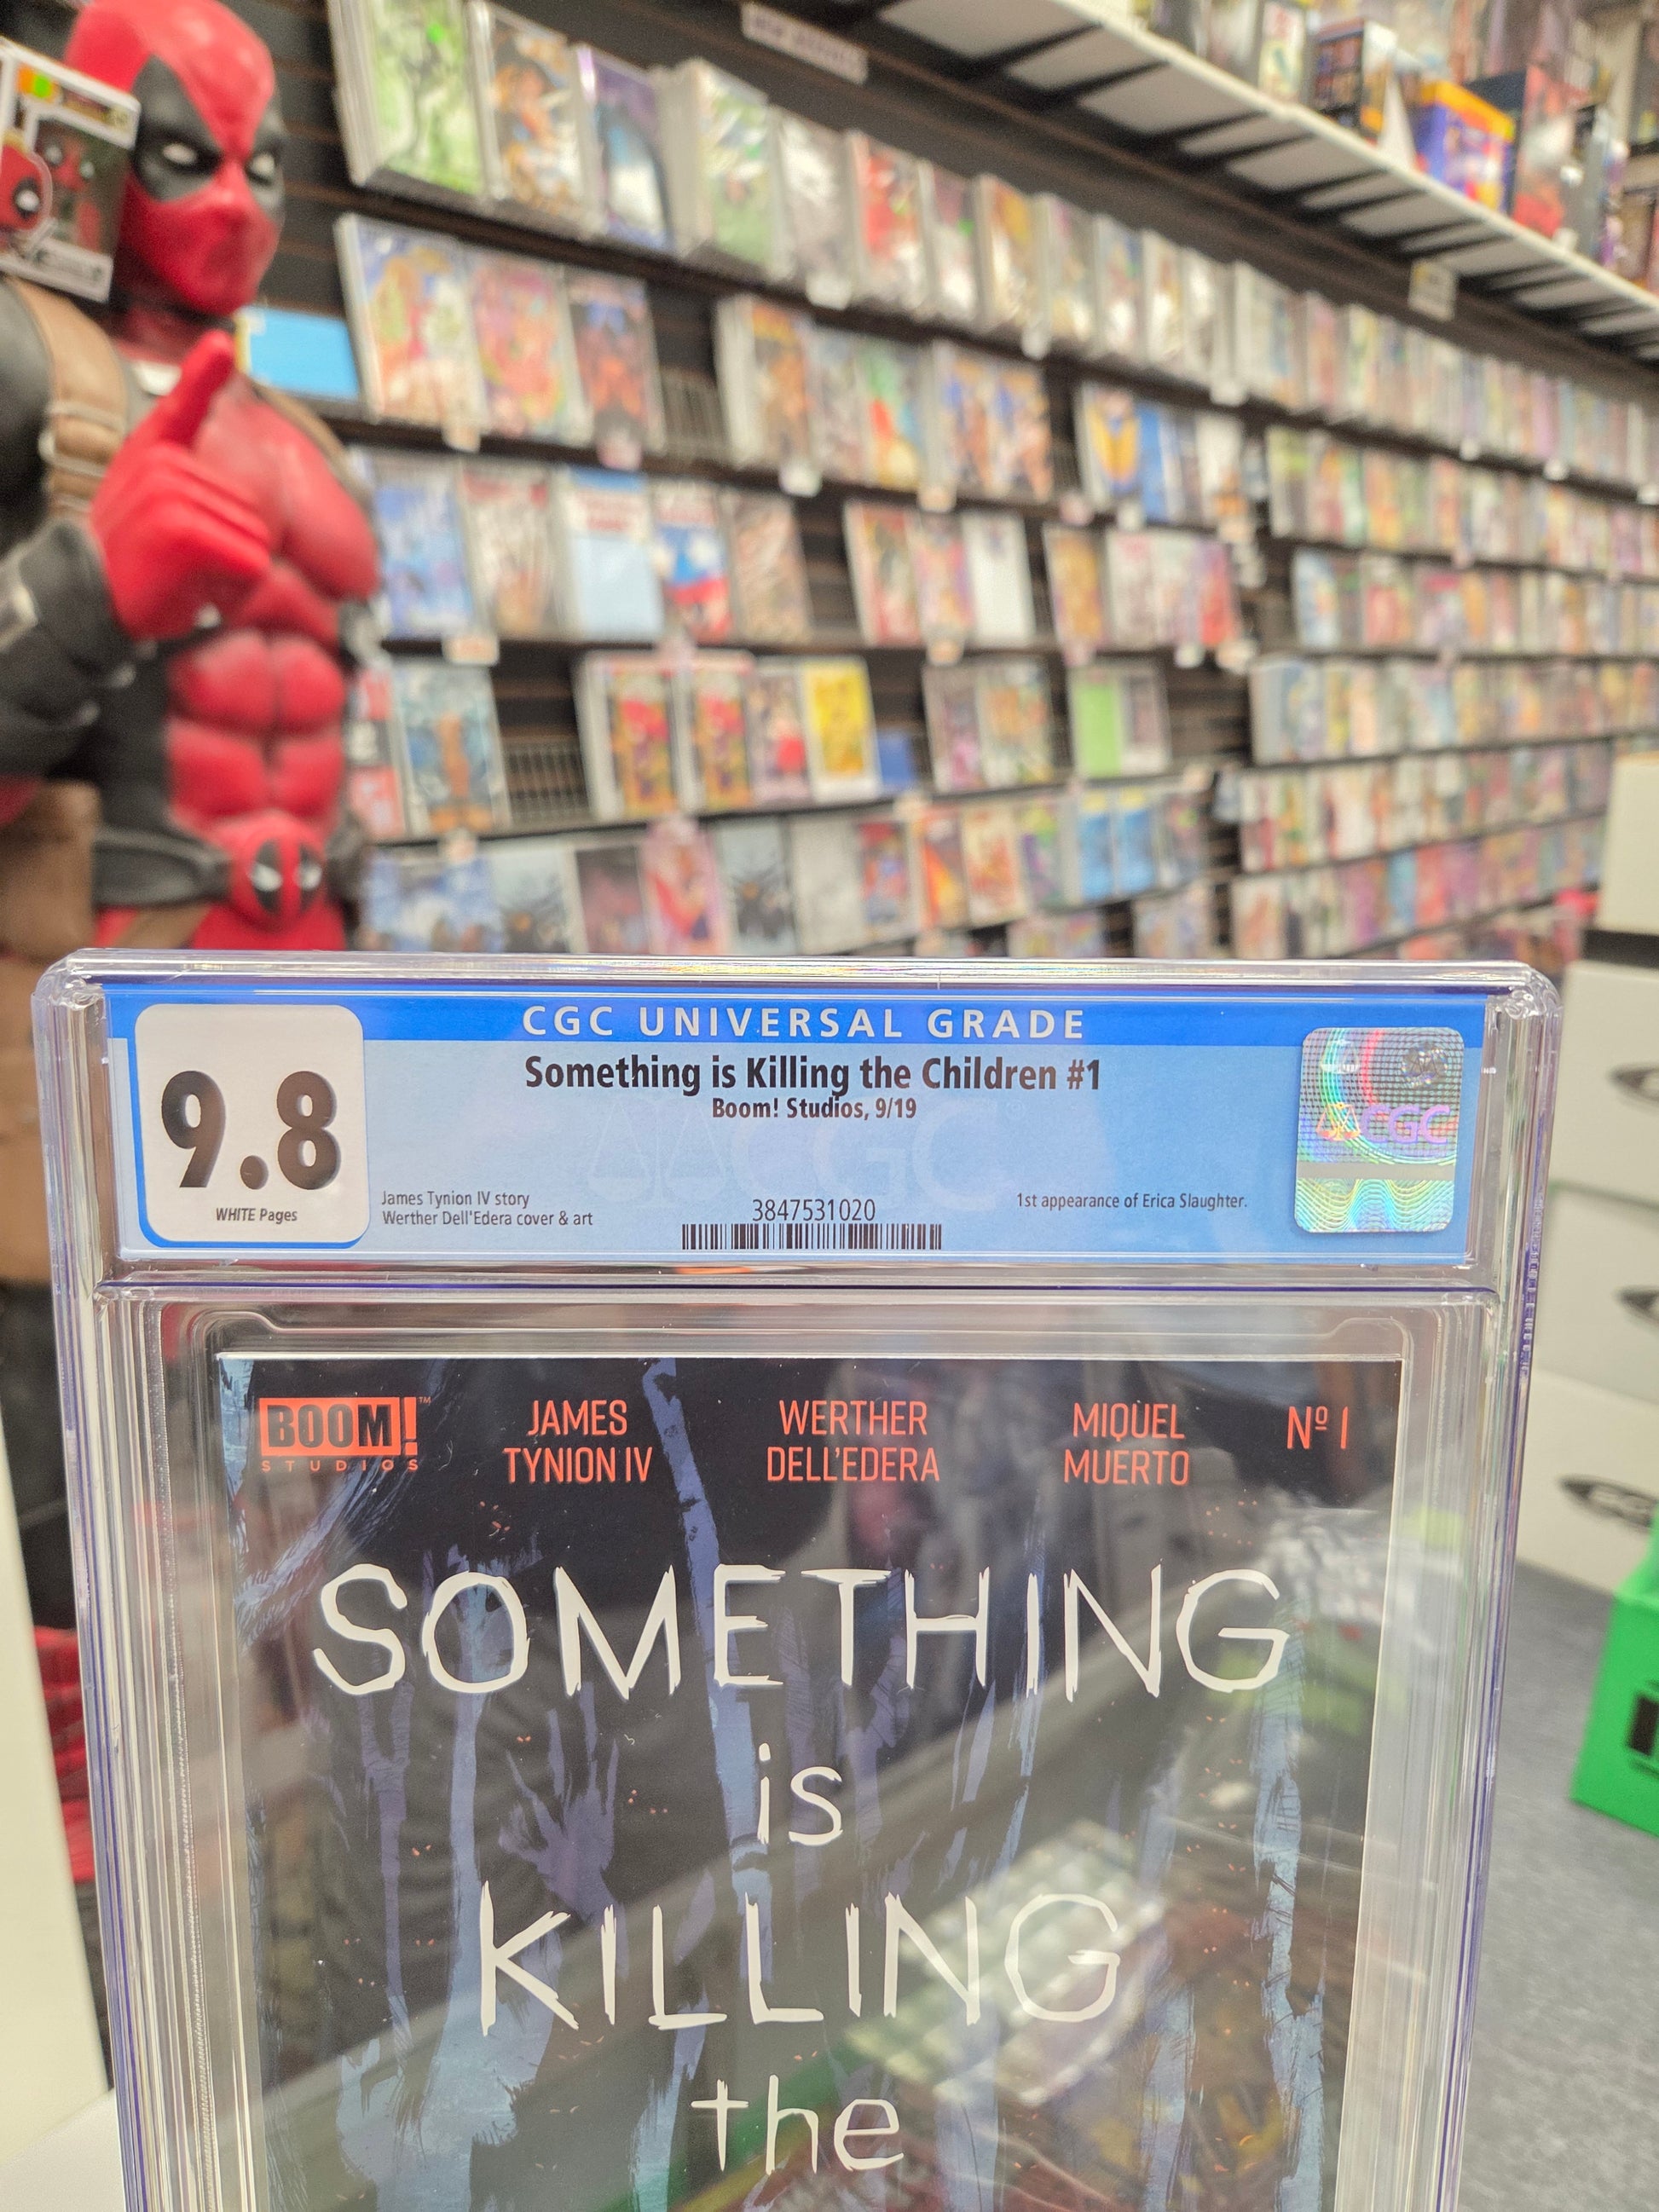 CGC UNIVERSAL GRADE
9.8
WHITE Pages
Something is Killing the Children #1
Boom! Studios, 9/19
James Tynion IV story
Werther Dell'Edera cover & art
3847531020
1st appearance of Erica Slaughter.
CGC
BOOM!™
STUDIOS
JAMES
TYNION IV
WERTHER
DELL'EDERA
MIQUEL
MUERTO
Nº 1
SOMETHING
is
KILLING
the